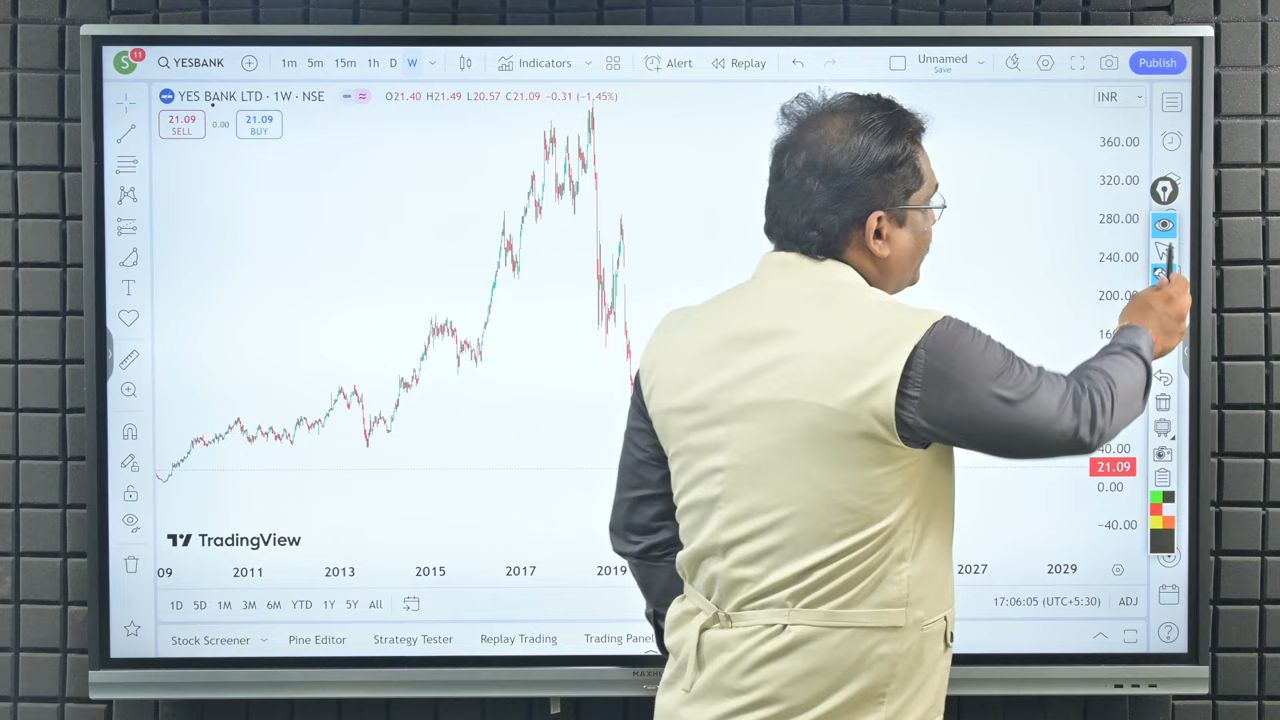 S 11 YESBANK 1m 5m 15m 1h D W Indicators Alert Replay Unnamed Publish
Save
YES BANK LTD · 1W · NSE O21.40 H21.49 L20.57 C21.09 −0.31 (−1.45%) INR
21.09 0.00 21.09
SELL BUY
360.00
320.00
280.00
240.00
200.00
40.00
21.09
0.00
−40.00
TradingView
09 2011 2013 2015 2017 2019 2027 2029
1D 5D 1M 3M 6M YTD 1Y 5Y All 17:06:05 (UTC+5:30) ADJ
Stock Screener Pine Editor Strategy Tester Replay Trading Trading Panel